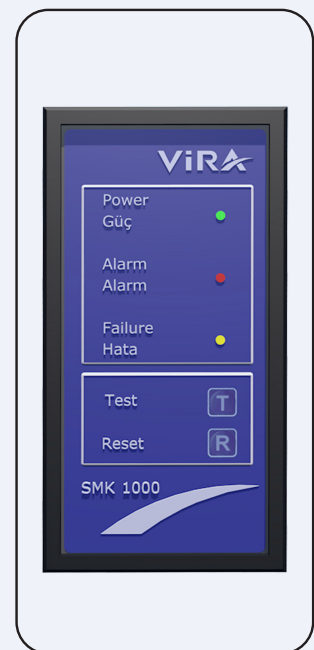 ViRA
Power
Güç
Alarm
Alarm
Failure
Hata
Test T
Reset R
SMK 1000